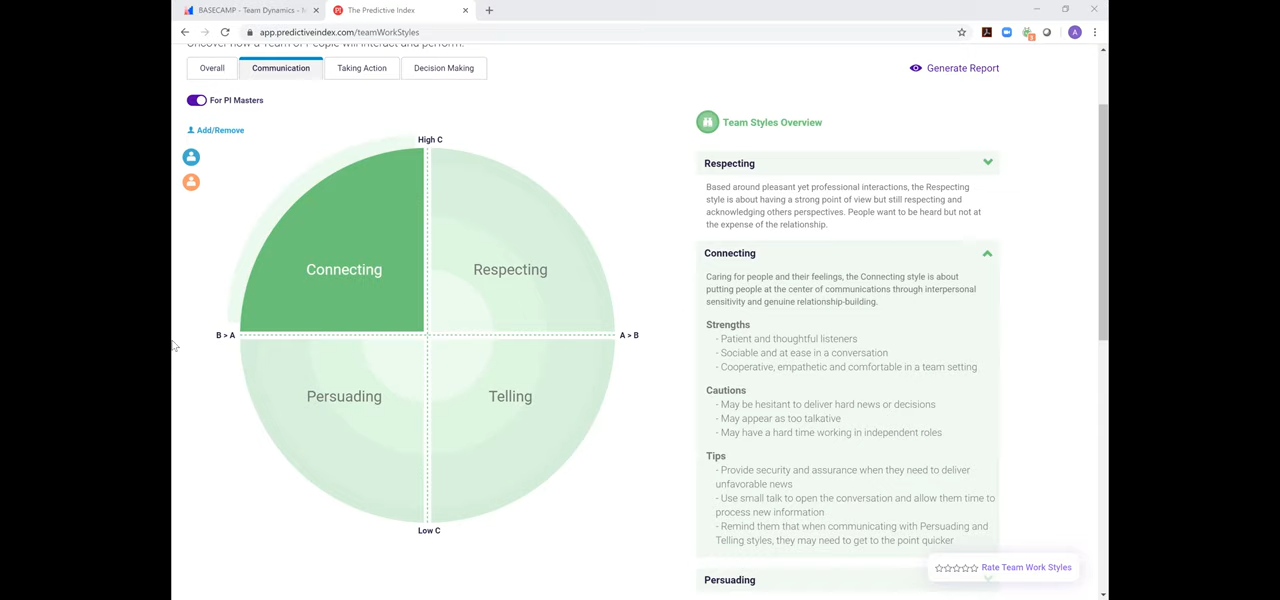 BASECAMP - Team Dynamics - M
The Predictive Index
app.predictiveindex.com/teamWorkStyles
Uncover how a Team of People will interact and perform.
Overall
Communication
Taking Action
Decision Making
Generate Report
For PI Masters
Add/Remove
High C
Connecting
Respecting
B > A
A > B
Persuading
Telling
Low C
Team Styles Overview
Respecting
Based around pleasant yet professional interactions, the Respecting
style is about having a strong point of view but still respecting and
acknowledging others perspectives. People want to be heard but not at
the expense of the relationship.
Connecting
Caring for people and their feelings, the Connecting style is about
putting people at the center of communications through interpersonal
sensitivity and genuine relationship-building.
Strengths
- Patient and thoughtful listeners
- Sociable and at ease in a conversation
- Cooperative, empathetic and comfortable in a team setting
Cautions
- May be hesitant to deliver hard news or decisions
- May appear as too talkative
- May have a hard time working in independent roles
Tips
- Provide security and assurance when they need to deliver
unfavorable news
- Use small talk to open the conversation and allow them time to
process new information
- Remind them that when communicating with Persuading and
Telling styles, they may need to get to the point quicker
Rate Team Work Styles
Persuading